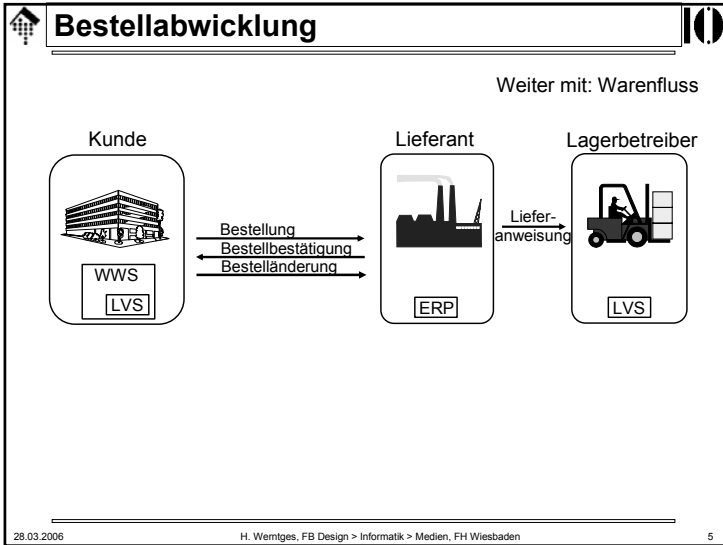 Bestellabwicklung
Weiter mit: Warenfluss
Kunde
Lieferant
Lagerbetreiber
Bestellung
Bestellbestätigung
Bestelländerung
Liefer-
anweisung
WWS
LVS
ERP
LVS
28.03.2006
H. Werntges, FB Design > Informatik > Medien, FH Wiesbaden
5